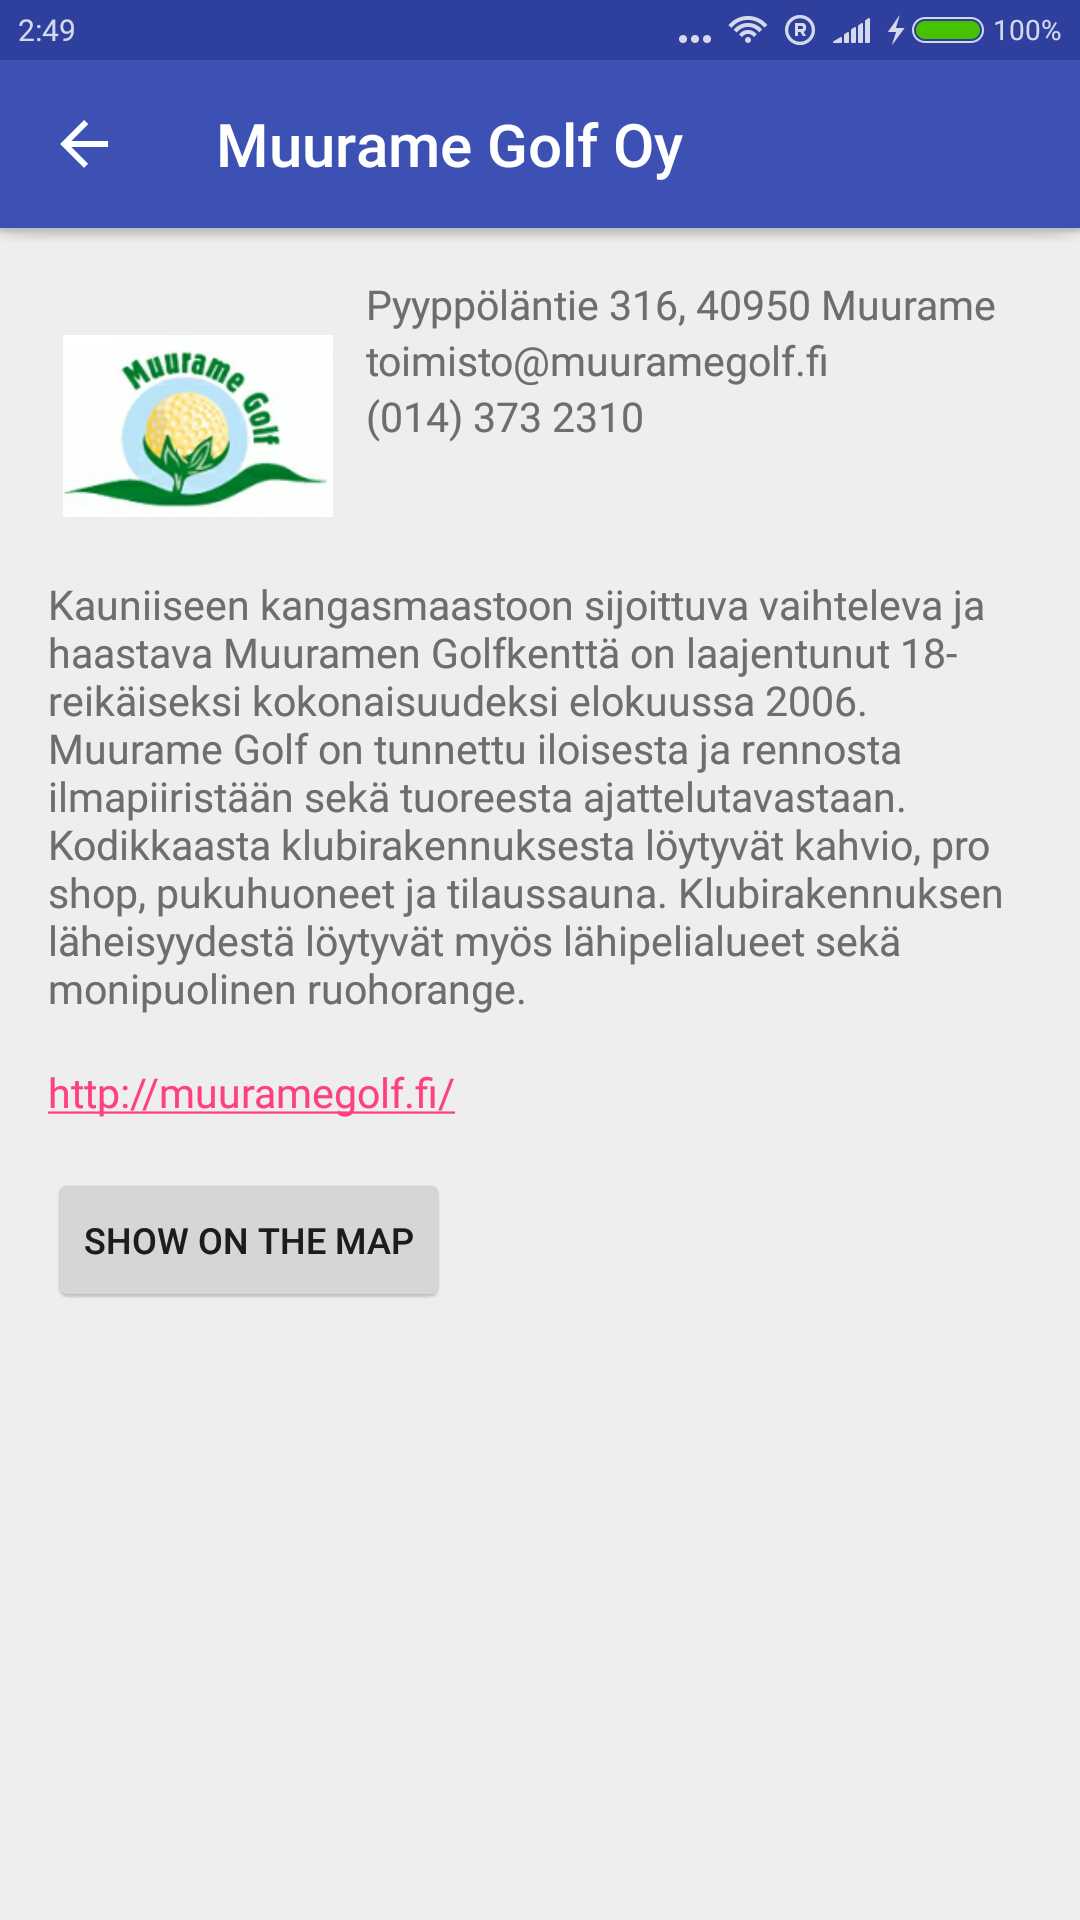 2:49
100%
Muurame Golf Oy
Muurame Golf
Pyyppöläntie 316, 40950 Muurame
toimisto@muuramegolf.fi
(014) 373 2310
Kauniiseen kangasmaastoon sijoittuva vaihteleva ja
haastava Muuramen Golfkenttä on laajentunut 18-
reikäiseksi kokonaisuudeksi elokuussa 2006.
Muurame Golf on tunnettu iloisesta ja rennosta
ilmapiiristään sekä tuoreesta ajattelutavastaan.
Kodikkaasta klubirakennuksesta löytyvät kahvio, pro
shop, pukuhuoneet ja tilaussauna. Klubirakennuksen
läheisyydestä löytyvät myös lähipelialueet sekä
monipuolinen ruohorange.
http://muuramegolf.fi/
SHOW ON THE MAP